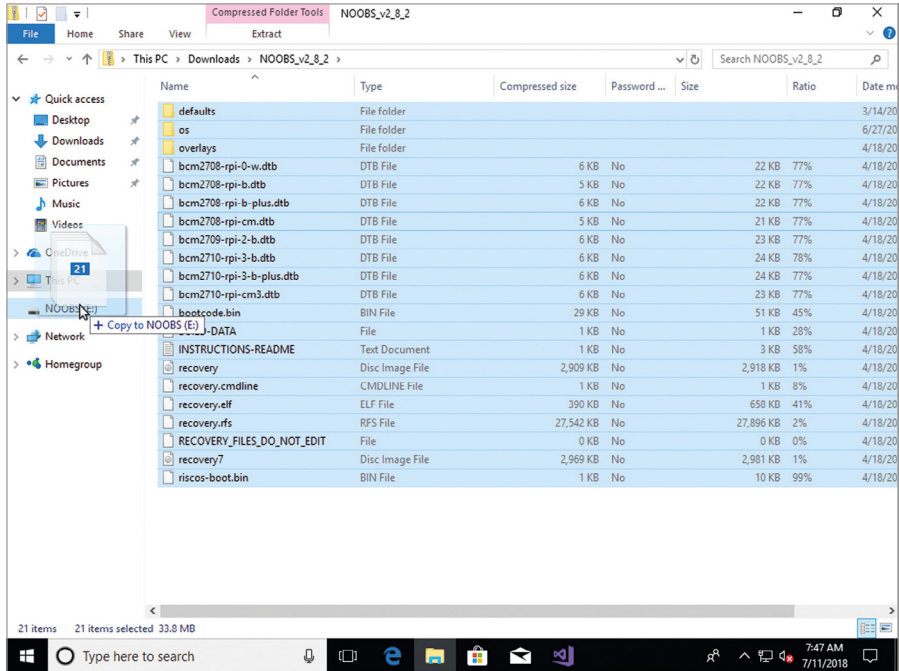 Compressed Folder Tools NOOBS_v2_8_2
File Home Share View Extract
This PC > Downloads > NOOBS_v2_8_2 > Search NOOBS_v2_8_2
Name Type Compressed size Password ... Size Ratio Date m
Quick access
Desktop
Downloads
Documents
Pictures
Music
Videos
OneDrive
21
This PC
NOOBS (E:)
+ Copy to NOOBS (E:)
Network
Homegroup
defaults File folder 3/14/20
os File folder 6/27/20
overlays File folder 4/18/20
bcm2708-rpi-0-w.dtb DTB File 6 KB No 22 KB 77% 4/18/20
bcm2708-rpi-b.dtb DTB File 5 KB No 22 KB 77% 4/18/20
bcm2708-rpi-b-plus.dtb DTB File 6 KB No 22 KB 77% 4/18/20
bcm2708-rpi-cm.dtb DTB File 5 KB No 21 KB 77% 4/18/20
bcm2709-rpi-2-b.dtb DTB File 6 KB No 23 KB 77% 4/18/20
bcm2710-rpi-3-b.dtb DTB File 6 KB No 24 KB 78% 4/18/20
bcm2710-rpi-3-b-plus.dtb DTB File 6 KB No 24 KB 77% 4/18/20
bcm2710-rpi-cm3.dtb DTB File 6 KB No 23 KB 77% 4/18/20
bootcode.bin BIN File 29 KB No 51 KB 45% 4/18/20
-DATA File 1 KB No 1 KB 28% 4/18/20
INSTRUCTIONS-README Text Document 1 KB No 3 KB 58% 4/18/20
recovery Disc Image File 2,909 KB No 2,918 KB 1% 4/18/20
recovery.cmdline CMDLINE File 1 KB No 1 KB 8% 4/18/20
recovery.elf ELF File 390 KB No 658 KB 41% 4/18/20
recovery.rfs RFS File 27,542 KB No 27,896 KB 2% 4/18/20
RECOVERY_FILES_DO_NOT_EDIT File 0 KB No 0 KB 0% 4/18/20
recovery7 Disc Image File 2,969 KB No 2,981 KB 1% 4/18/20
riscos-boot.bin BIN File 1 KB No 10 KB 99% 4/18/20
21 items 21 items selected 33.8 MB
Type here to search 7:47 AM
7/11/2018